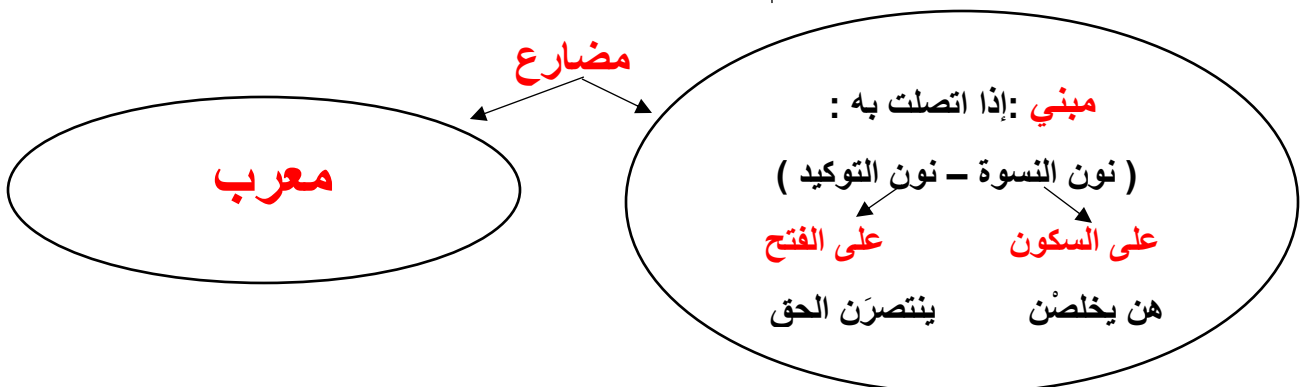 مضارع
مبني :إذا اتصلت به :
( نون النسوة – نون التوكيد )
على السكون على الفتح
هن يخلصْن ينتصرَن الحق
معرب